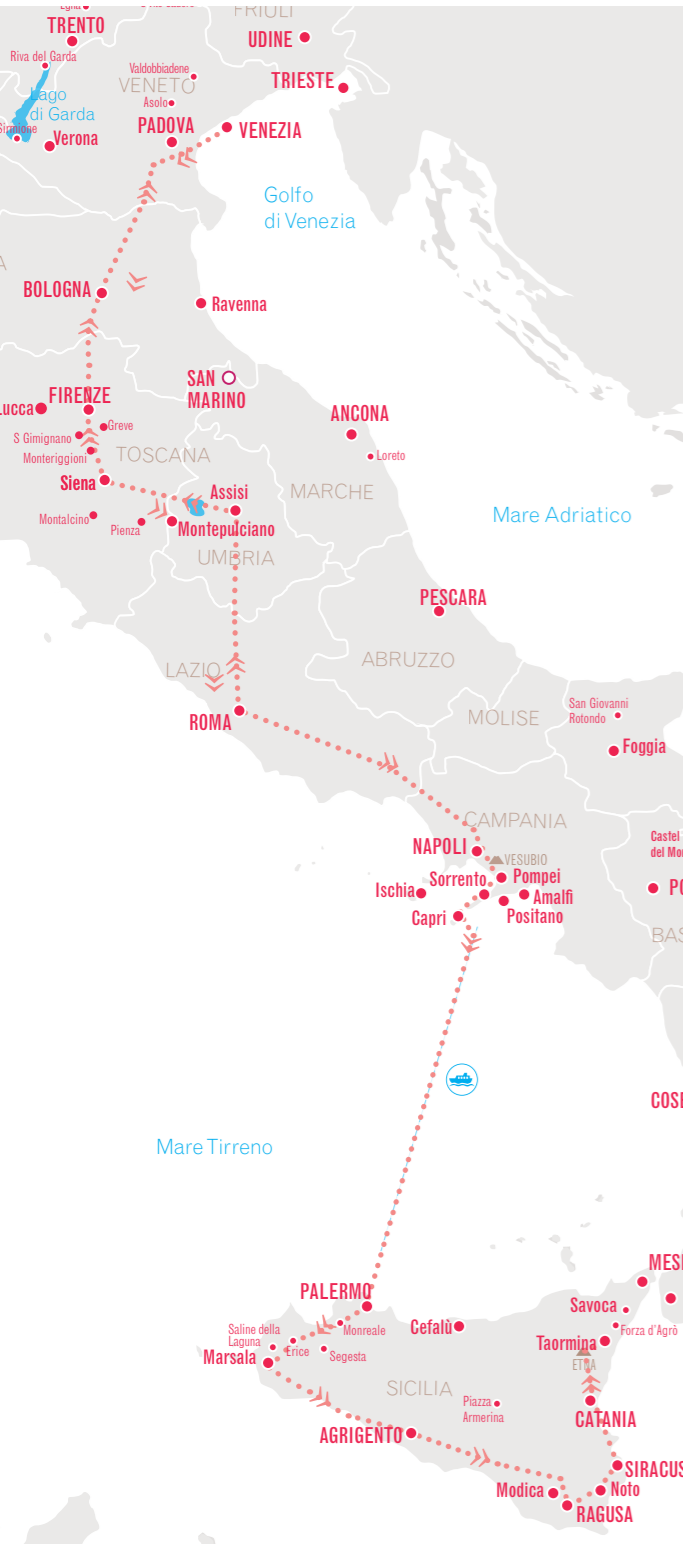 FRIULI
TRENTO
UDINE
Riva del Garda
Valdobbiadene
TRIESTE
VENETO
Lago
di Garda
Asolo
Sirmione
Verona
PADOVA
VENEZIA
Golfo
di Venezia
BOLOGNA
Ravenna
SAN
MARINO
FIRENZE
Lucca
ANCONA
Greve
S Gimignano
TOSCANA
Monteriggioni
Loreto
Siena
Assisi
MARCHE
Montalcino
Pienza
Montepulciano
Mare Adriatico
UMBRIA
PESCARA
LAZIO
ABRUZZO
ROMA
MOLISE
San Giovanni
Rotondo
Foggia
CAMPANIA
NAPOLI
VESUBIO
Castel
del Mo
Sorrento
Pompei
Ischia
Amalfi
PO
Capri
Positano
BAS
COSE
Mare Tirreno
MES
PALERMO
Savoca
Saline della
Laguna
Monreale
Cefalù
Forza d'Agrò
Erice
Segesta
Taormina
Marsala
ETNA
SICILIA
Piazza
Armerina
CATANIA
AGRIGENTO
SIRACUS
Modica
Noto
RAGUSA